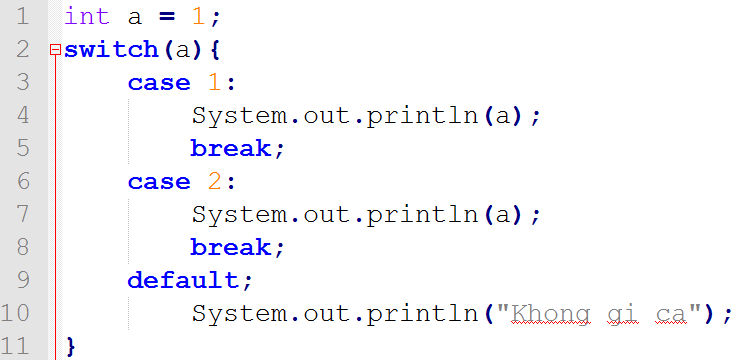 1 int a = 1;
2 switch(a){
3 case 1:
4 System.out.println(a);
5 break;
6 case 2:
7 System.out.println(a);
8 break;
9 default;
10 System.out.println("Khong gi ca");
11 }